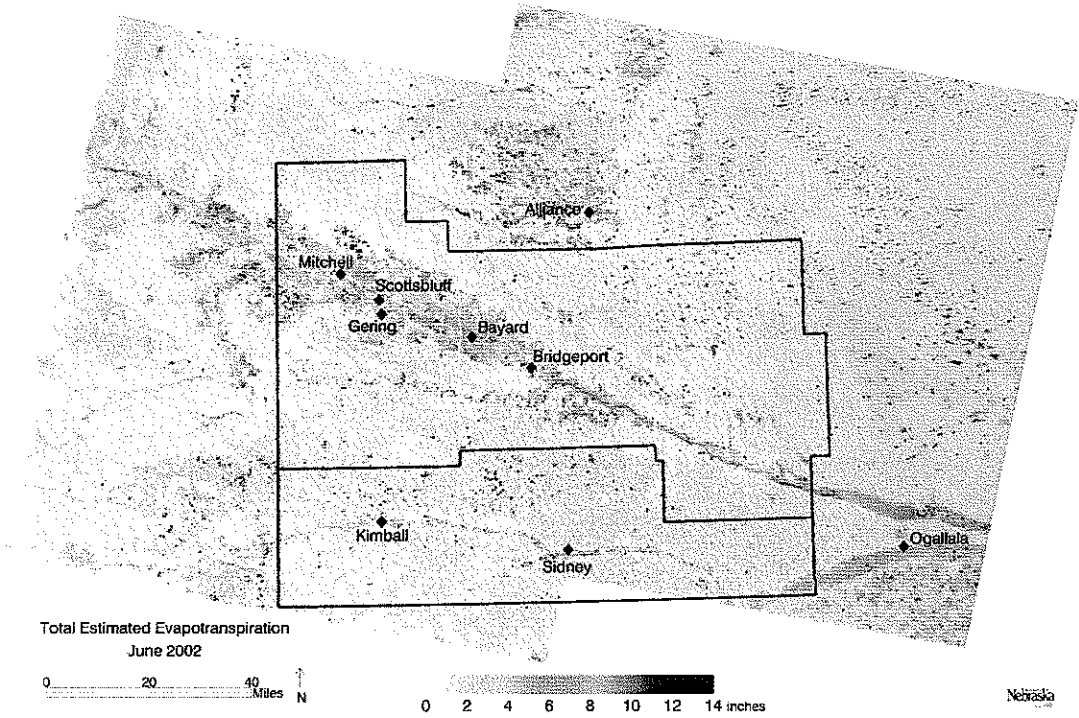 Alliance
Mitchell
Scottsbluff
Gering
Bayard
Bridgeport
Kimball
Sidney
Ogallala
Total Estimated Evapotranspiration
June 2002
0 20 40
Miles
N
0 2 4 6 8 10 12 14 inches
Nebraska